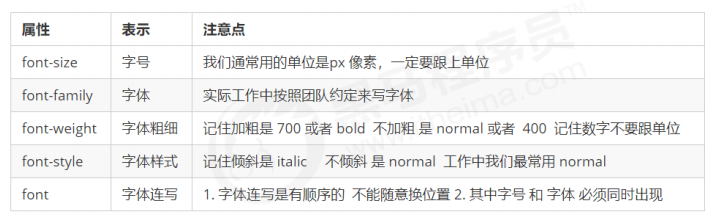 属性 表示 注意点
font-size 字号 我们通常用的单位是px 像素，一定要跟上单位
font-family 字体 实际工作中按照团队约定来写字体
font-weight 字体粗细 记住加粗是 700 或者 bold 不加粗 是 normal 或者 400 记住数字不要跟单位
font-style 字体样式 记住倾斜是 italic 不倾斜 是 normal 工作中我们最常用 normal
font 字体连写 1. 字体连写是有顺序的 不能随意换位置 2. 其中字号 和 字体 必须同时出现
黑马程序员™